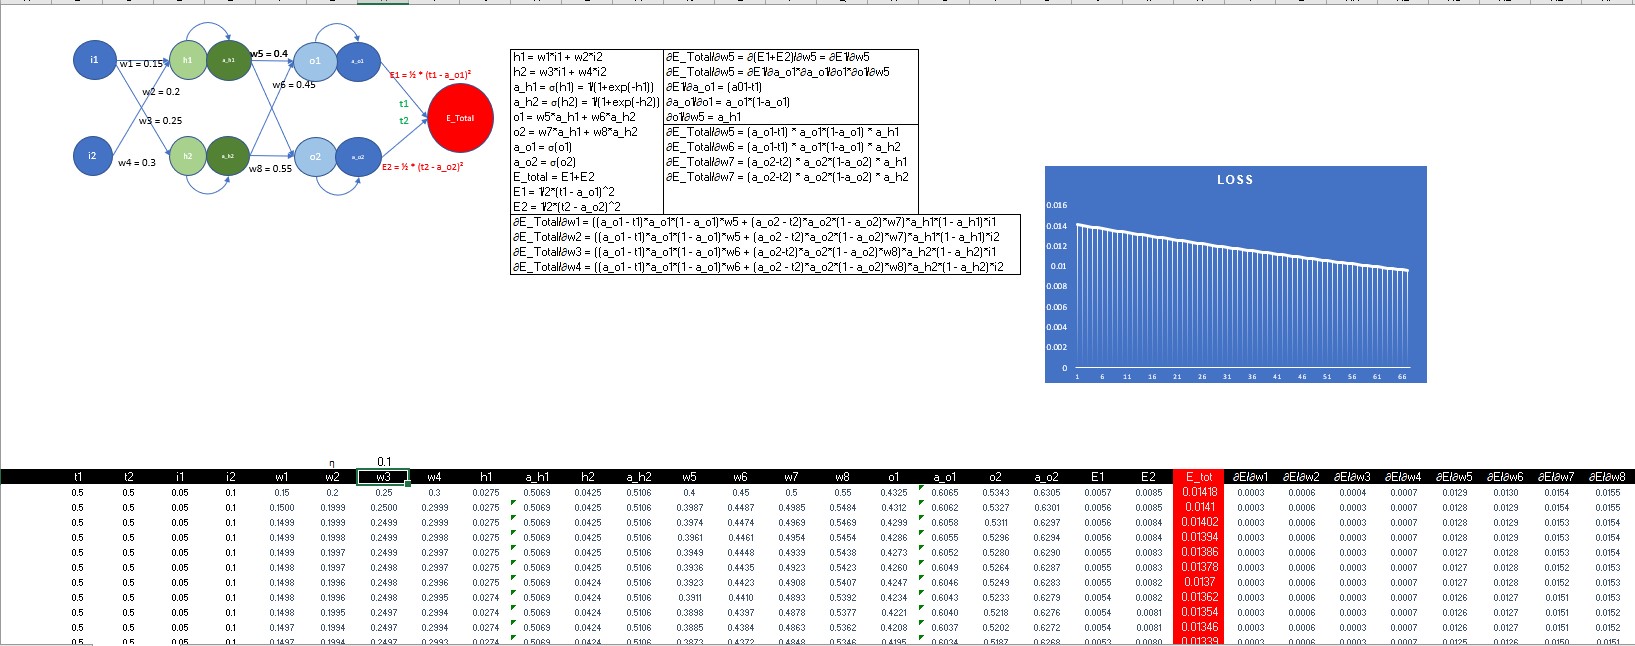 i1
h1
a_h1
w1 = 0.15
w5 = 0.4
o1
a_o1
E1 = ½ * (t1 - a_o1)²
w2 = 0.2
w6 = 0.45
t1
w3 = 0.25
t2
E_Total
i2
h2
a_h2
w4 = 0.3
w8 = 0.55
o2
a_o2
E2 = ½ * (t2 - a_o2)²
h1 = w1*i1 + w2*i2
h2 = w3*i1 + w4*i2
a_h1 = σ(h1) = 1/(1+exp(-h1))
a_h2 = σ(h2) = 1/(1+exp(-h2))
o1 = w5*a_h1 + w6*a_h2
o2 = w7*a_h1 + w8*a_h2
a_o1 = σ(o1)
a_o2 = σ(o2)
E_total = E1+E2
E1 = 1/2*(t1 - a_o1)^2
E2 = 1/2*(t2 - a_o2)^2
∂E_Total/∂w5 = ∂(E1+E2)/∂w5 = ∂E1/∂w5
∂E_Total/∂w5 = ∂E1/∂a_o1*∂a_o1/∂o1*∂o1/∂w5
∂E1/∂a_o1 = (a01-t1)
∂a_o1/∂o1 = a_o1*(1-a_o1)
∂o1/∂w5 = a_h1
∂E_Total/∂w5 = (a_o1-t1) * a_o1*(1-a_o1) * a_h1
∂E_Total/∂w6 = (a_o1-t1) * a_o1*(1-a_o1) * a_h2
∂E_Total/∂w7 = (a_o2-t2) * a_o2*(1-a_o2) * a_h1
∂E_Total/∂w7 = (a_o2-t2) * a_o2*(1-a_o2) * a_h2
∂E_Total/∂w1 = ((a_o1 - t1)*a_o1*(1 - a_o1)*w5 + (a_o2 - t2)*a_o2*(1 - a_o2)*w7)*a_h1*(1 - a_h1)*i1
∂E_Total/∂w2 = ((a_o1 - t1)*a_o1*(1 - a_o1)*w5 + (a_o2 - t2)*a_o2*(1 - a_o2)*w7)*a_h1*(1 - a_h1)*i2
∂E_Total/∂w3 = ((a_o1 - t1)*a_o1*(1 - a_o1)*w6 + (a_o2-t2)*a_o2*(1 - a_o2)*w8)*a_h2*(1 - a_h2)*i1
∂E_Total/∂w4 = ((a_o1 - t1)*a_o1*(1 - a_o1)*w6 + (a_o2 - t2)*a_o2*(1 - a_o2)*w8)*a_h2*(1 - a_h2)*i2
LOSS
0.016
0.014
0.012
0.01
0.008
0.006
0.004
0.002
0
1 6 11 16 21 26 31 36 41 46 51 56 61 66
η 0.1
t1 t2 i1 i2 w1 w2 w3 w4 h1 a_h1 h2 a_h2 w5 w6 w7 w8 o1 a_o1 o2 a_o2 E1 E2 E_tot ∂E/∂w1 ∂E/∂w2 ∂E/∂w3 ∂E/∂w4 ∂E/∂w5 ∂E/∂w6 ∂E/∂w7 ∂E/∂w8
0.5 0.5 0.05 0.1 0.15 0.2 0.25 0.3 0.0275 0.5069 0.0425 0.5106 0.4 0.45 0.5 0.55 0.4325 0.6065 0.5343 0.6305 0.0057 0.0085 0.01418 0.0003 0.0006 0.0004 0.0007 0.0129 0.0130 0.0154 0.0155
0.5 0.5 0.05 0.1 0.1500 0.1999 0.2500 0.2999 0.0275 0.5069 0.0425 0.5106 0.3987 0.4487 0.4985 0.5484 0.4312 0.6062 0.5327 0.6301 0.0056 0.0085 0.0141 0.0003 0.0006 0.0003 0.0007 0.0128 0.0129 0.0154 0.0155
0.5 0.5 0.05 0.1 0.1499 0.1999 0.2499 0.2999 0.0275 0.5069 0.0425 0.5106 0.3974 0.4474 0.4969 0.5469 0.4299 0.6058 0.5311 0.6297 0.0056 0.0084 0.01402 0.0003 0.0006 0.0003 0.0007 0.0128 0.0129 0.0153 0.0154
0.5 0.5 0.05 0.1 0.1499 0.1998 0.2499 0.2998 0.0275 0.5069 0.0425 0.5106 0.3961 0.4461 0.4954 0.5454 0.4286 0.6055 0.5296 0.6294 0.0056 0.0084 0.01394 0.0003 0.0006 0.0003 0.0007 0.0128 0.0129 0.0153 0.0154
0.5 0.5 0.05 0.1 0.1499 0.1997 0.2499 0.2997 0.0275 0.5069 0.0425 0.5106 0.3949 0.4448 0.4939 0.5438 0.4273 0.6052 0.5280 0.6290 0.0055 0.0083 0.01386 0.0003 0.0006 0.0003 0.0007 0.0127 0.0128 0.0153 0.0154
0.5 0.5 0.05 0.1 0.1498 0.1997 0.2498 0.2996 0.0275 0.5069 0.0425 0.5106 0.3936 0.4435 0.4923 0.5423 0.4260 0.6049 0.5264 0.6287 0.0055 0.0083 0.01378 0.0003 0.0006 0.0003 0.0007 0.0127 0.0128 0.0152 0.0153
0.5 0.5 0.05 0.1 0.1498 0.1996 0.2498 0.2996 0.0275 0.5069 0.0424 0.5106 0.3923 0.4423 0.4908 0.5407 0.4247 0.6046 0.5249 0.6283 0.0055 0.0082 0.0137 0.0003 0.0006 0.0003 0.0007 0.0127 0.0128 0.0152 0.0153
0.5 0.5 0.05 0.1 0.1498 0.1996 0.2498 0.2995 0.0274 0.5069 0.0424 0.5106 0.3911 0.4410 0.4893 0.5392 0.4234 0.6043 0.5233 0.6279 0.0054 0.0082 0.01362 0.0003 0.0006 0.0003 0.0007 0.0126 0.0127 0.0151 0.0153
0.5 0.5 0.05 0.1 0.1498 0.1995 0.2497 0.2994 0.0274 0.5069 0.0424 0.5106 0.3898 0.4397 0.4878 0.5377 0.4221 0.6040 0.5218 0.6276 0.0054 0.0081 0.01354 0.0003 0.0006 0.0003 0.0007 0.0126 0.0127 0.0151 0.0152
0.5 0.5 0.05 0.1 0.1497 0.1994 0.2497 0.2994 0.0274 0.5069 0.0424 0.5106 0.3885 0.4384 0.4863 0.5362 0.4208 0.6037 0.5202 0.6272 0.0054 0.0081 0.01346 0.0003 0.0006 0.0003 0.0007 0.0126 0.0127 0.0151 0.0152
0.5 0.5 0.05 0.1 0.1497 0.1994 0.2497 0.2993 0.0274 0.5069 0.0424 0.5106 0.3873 0.4372 0.4848 0.5346 0.4195 0.6034 0.5187 0.6268 0.0053 0.0080 0.01339 0.0003 0.0006 0.0003 0.0007 0.0125 0.0126 0.0150 0.0151